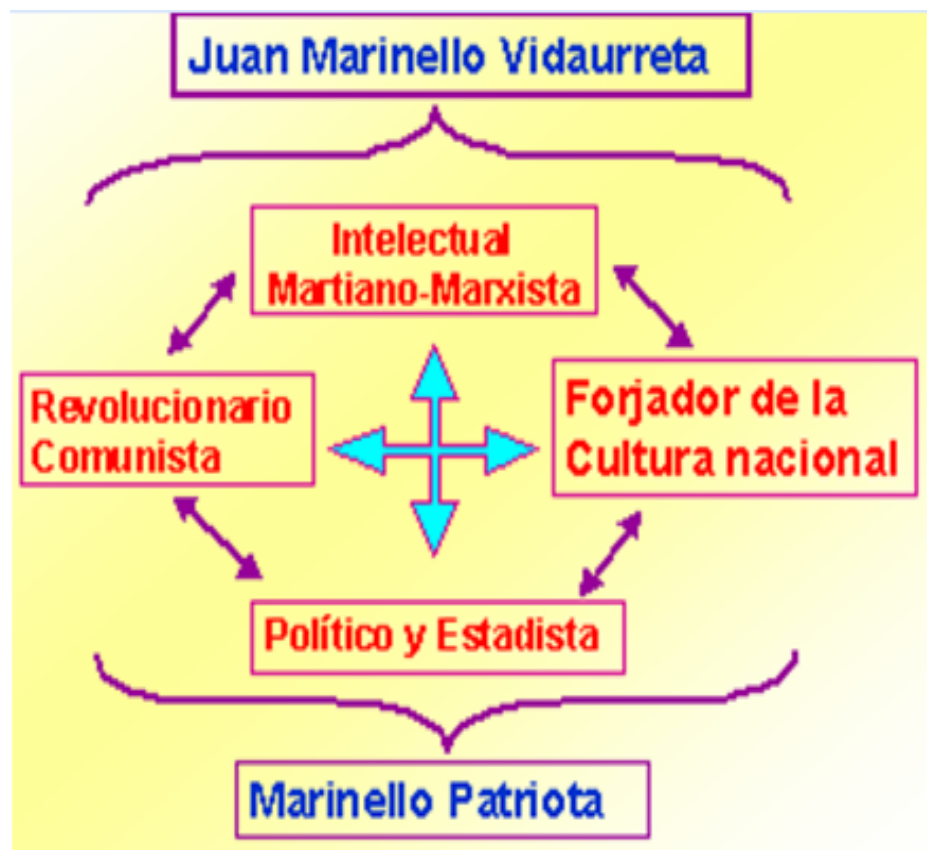 Juan Marinello Vidaurreta
Intelectual
Martiano-Marxista
Revolucionario
Comunista
Forjador de la
Cultura nacional
Político y Estadista
Marinello Patriota